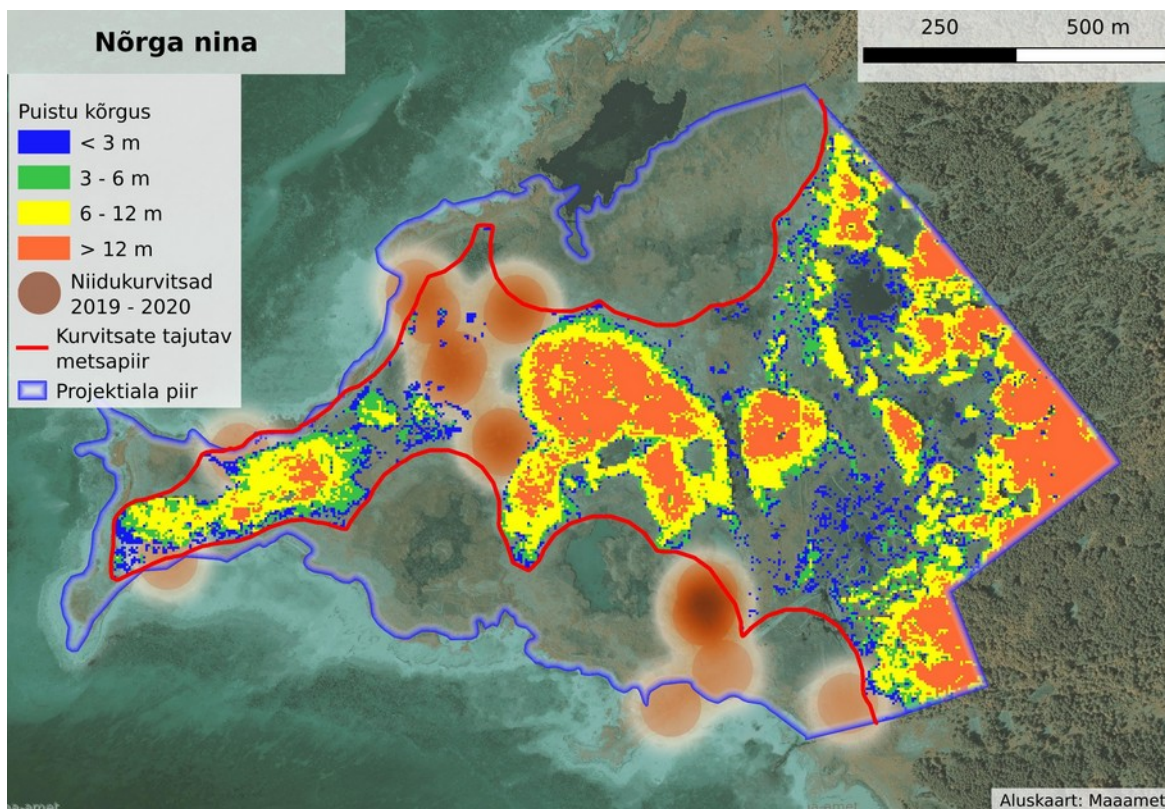 Nõrga nina
250 500 m
Puistu kõrgus
< 3 m
3 - 6 m
6 - 12 m
> 12 m
Niidukurvitsad
2019 - 2020
Kurvitsate tajutav
metsapiir
Projektiala piir
Aluskaart: Maaamet